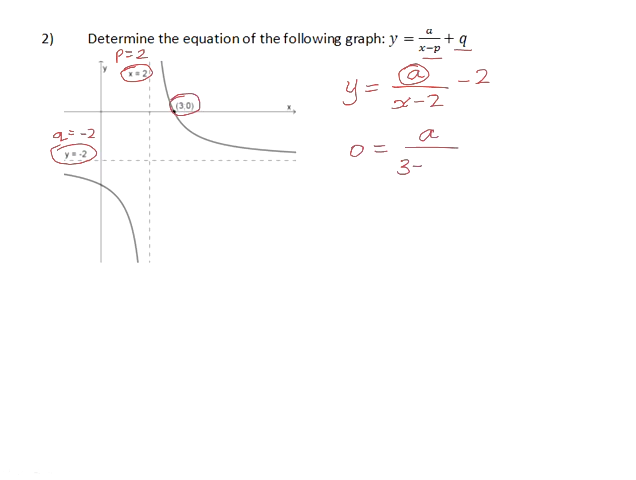 2) Determine the equation of the following graph: y = a/(x−p) + q
p = 2
y
x = 2
(3;0)
x
q = -2
y = -2
y = a/(x-2) - 2
0 = a/(3-